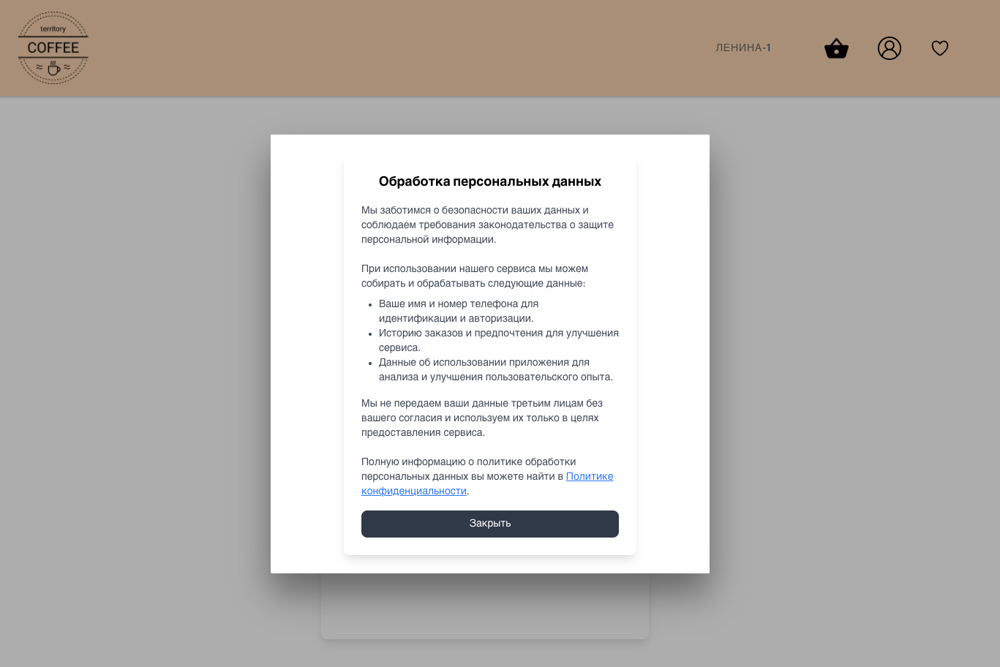 territory
COFFEE
ЛЕНИНА-1
Обработка персональных данных
Мы заботимся о безопасности ваших данных и
соблюдаем требования законодательства о защите
персональной информации.
При использовании нашего сервиса мы можем
собирать и обрабатывать следующие данные:
• Ваше имя и номер телефона для
идентификации и авторизации.
• Историю заказов и предпочтения для улучшения
сервиса.
• Данные об использовании приложения для
анализа и улучшения пользовательского опыта.
Мы не передаем ваши данные третьим лицам без
вашего согласия и используем их только в целях
предоставления сервиса.
Полную информацию о политике обработки
персональных данных вы можете найти в Политике
конфиденциальности.
Закрыть